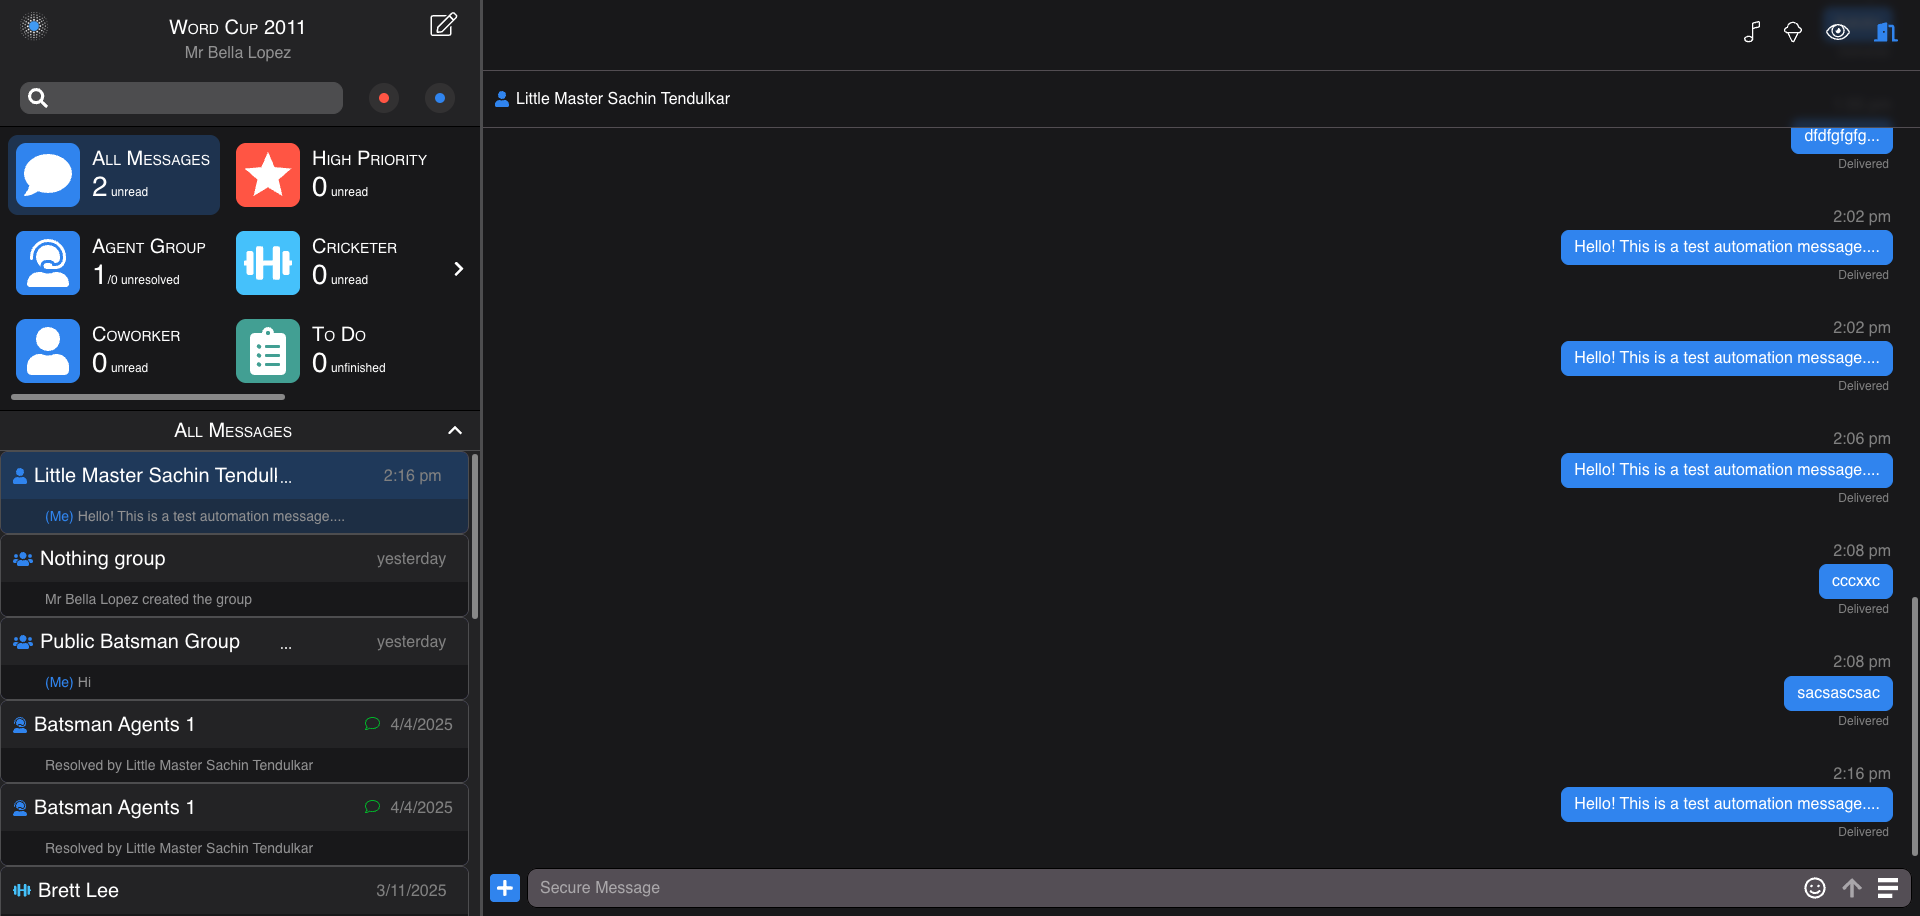 Word Cup 2011
Mr Bella Lopez
All Messages
2 unread
High Priority
0 unread
Agent Group
1/0 unresolved
Cricketer
0 unread
Coworker
0 unread
To Do
0 unfinished
All Messages
Little Master Sachin Tendull... 2:16 pm
(Me) Hello! This is a test automation message....
Nothing group yesterday
Mr Bella Lopez created the group
Public Batsman Group ... yesterday
(Me) Hi
Batsman Agents 1 4/4/2025
Resolved by Little Master Sachin Tendulkar
Batsman Agents 1 4/4/2025
Resolved by Little Master Sachin Tendulkar
Brett Lee 3/11/2025
Little Master Sachin Tendulkar
dfdfgfgfg...
Delivered
2:02 pm
Hello! This is a test automation message....
Delivered
2:02 pm
Hello! This is a test automation message....
Delivered
2:06 pm
Hello! This is a test automation message....
Delivered
2:08 pm
cccxxc
Delivered
2:08 pm
sacsascsac
Delivered
2:16 pm
Hello! This is a test automation message....
Delivered
Secure Message